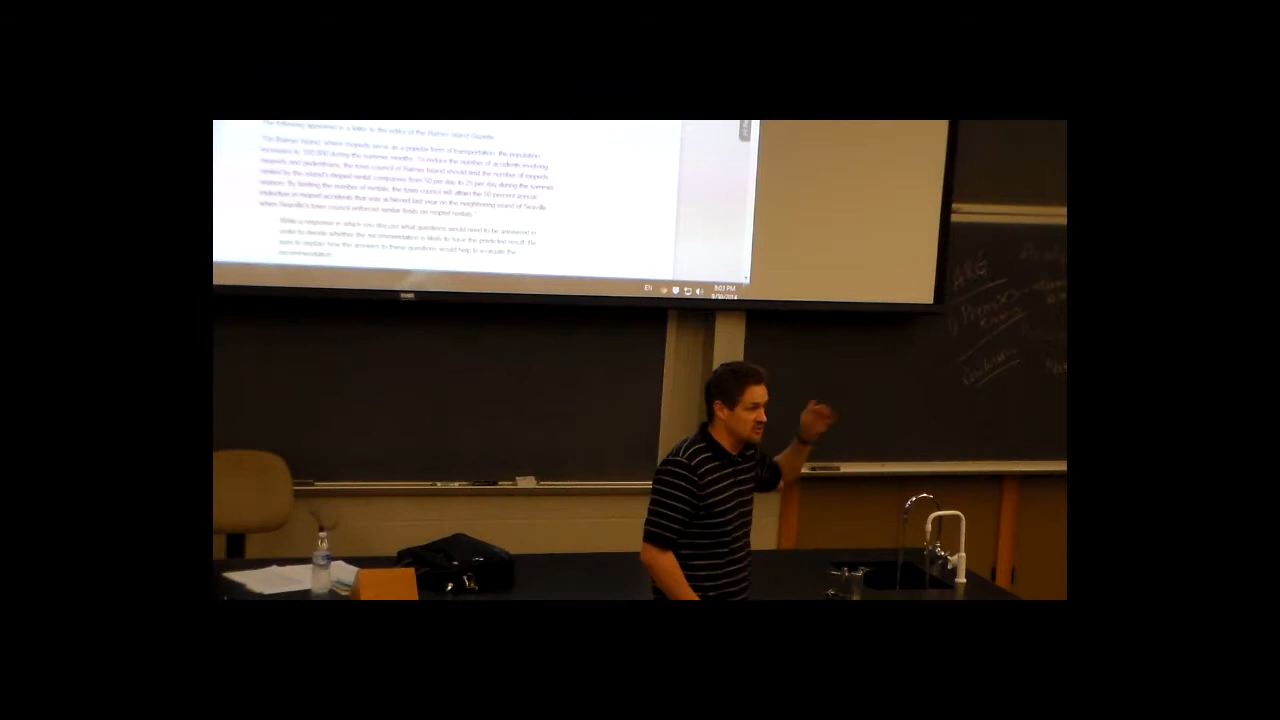 The following appeared in a letter to the editor of the Balmer Island Gazette.
"On Balmer Island, where mopeds serve as a popular form of transportation, the population
increases to 100,000 during the summer months. To reduce the number of accidents involving
mopeds and pedestrians, the town council of Balmer Island should limit the number of mopeds
rented by the island's moped rental companies from 50 per day to 25 per day during the summer
season. By limiting the number of rentals, the town council will attain the 50 percent annual
reduction in moped accidents that was achieved last year on the neighboring island of Seaville,
where Seaville's town council enforced similar limits on moped rentals."
Write a response in which you discuss what questions would need to be answered in
order to decide whether the recommendation is likely to have the predicted result. Be
sure to explain how the answers to these questions would help to evaluate the
recommendation.
EN 8:03 PM
ARG
Conclusion